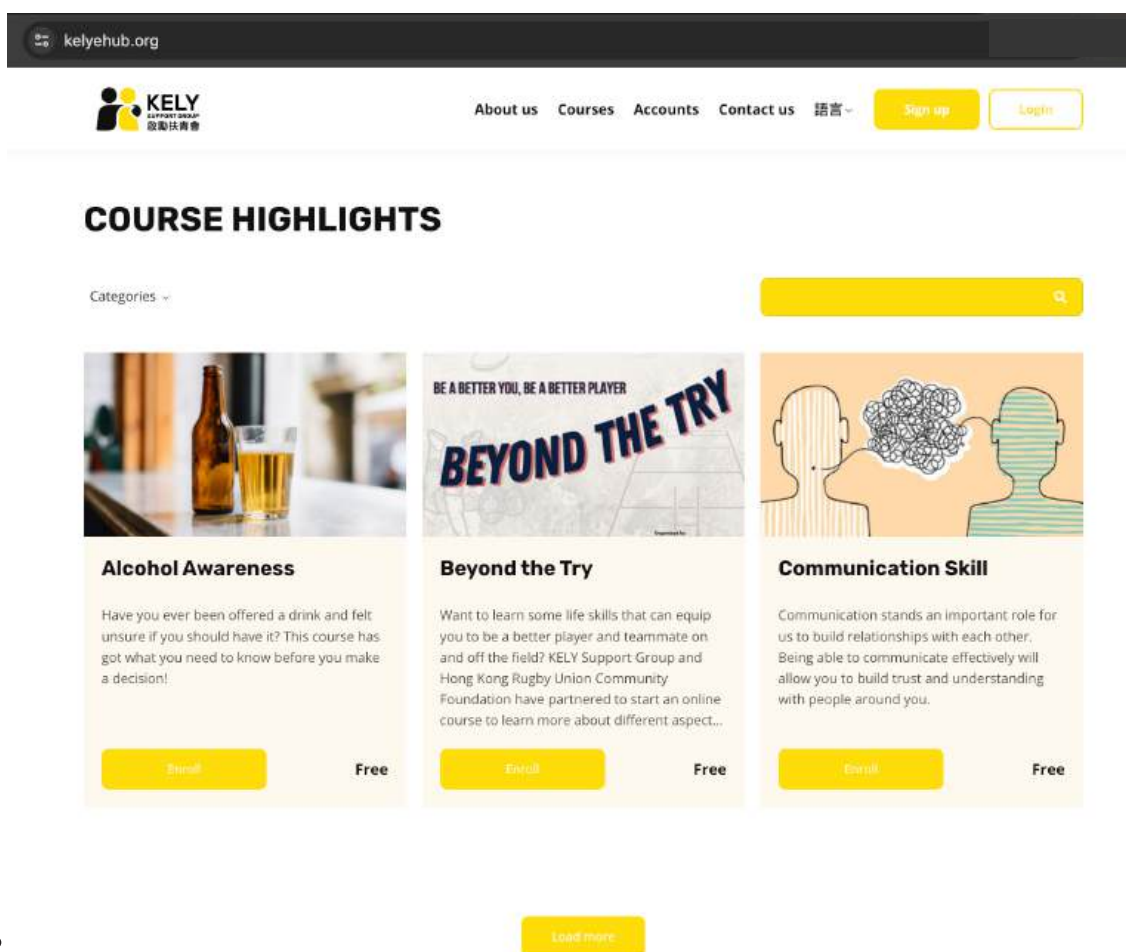 kelyehub.org
KELY
SUPPORT GROUP
啟勵扶青會
About us Courses Accounts Contact us 語言 Sign up Login
COURSE HIGHLIGHTS
Categories
BE A BETTER YOU, BE A BETTER PLAYER
BEYOND THE TRY
Alcohol Awareness
Have you ever been offered a drink and felt
unsure if you should have it? This course has
got what you need to know before you make
a decision!
Enroll Free
Beyond the Try
Want to learn some life skills that can equip
you to be a better player and teammate on
and off the field? KELY Support Group and
Hong Kong Rugby Union Community
Foundation have partnered to start an online
course to learn more about different aspect...
Enroll Free
Communication Skill
Communication stands an important role for
us to build relationships with each other.
Being able to communicate effectively will
allow you to build trust and understanding
with people around you.
Enroll Free
Load more